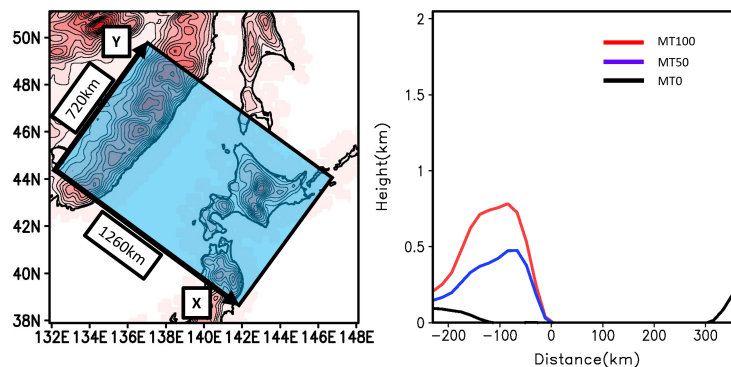 50N
48N
46N
44N
42N
40N
38N
132E 134E 136E 138E 140E 142E 144E 146E 148E
Y
720km
1260km
X
2
1.5
1
0.5
0
Height(km)
MT100
MT50
MT0
−200 −100 0 100 200 300
Distance(km)